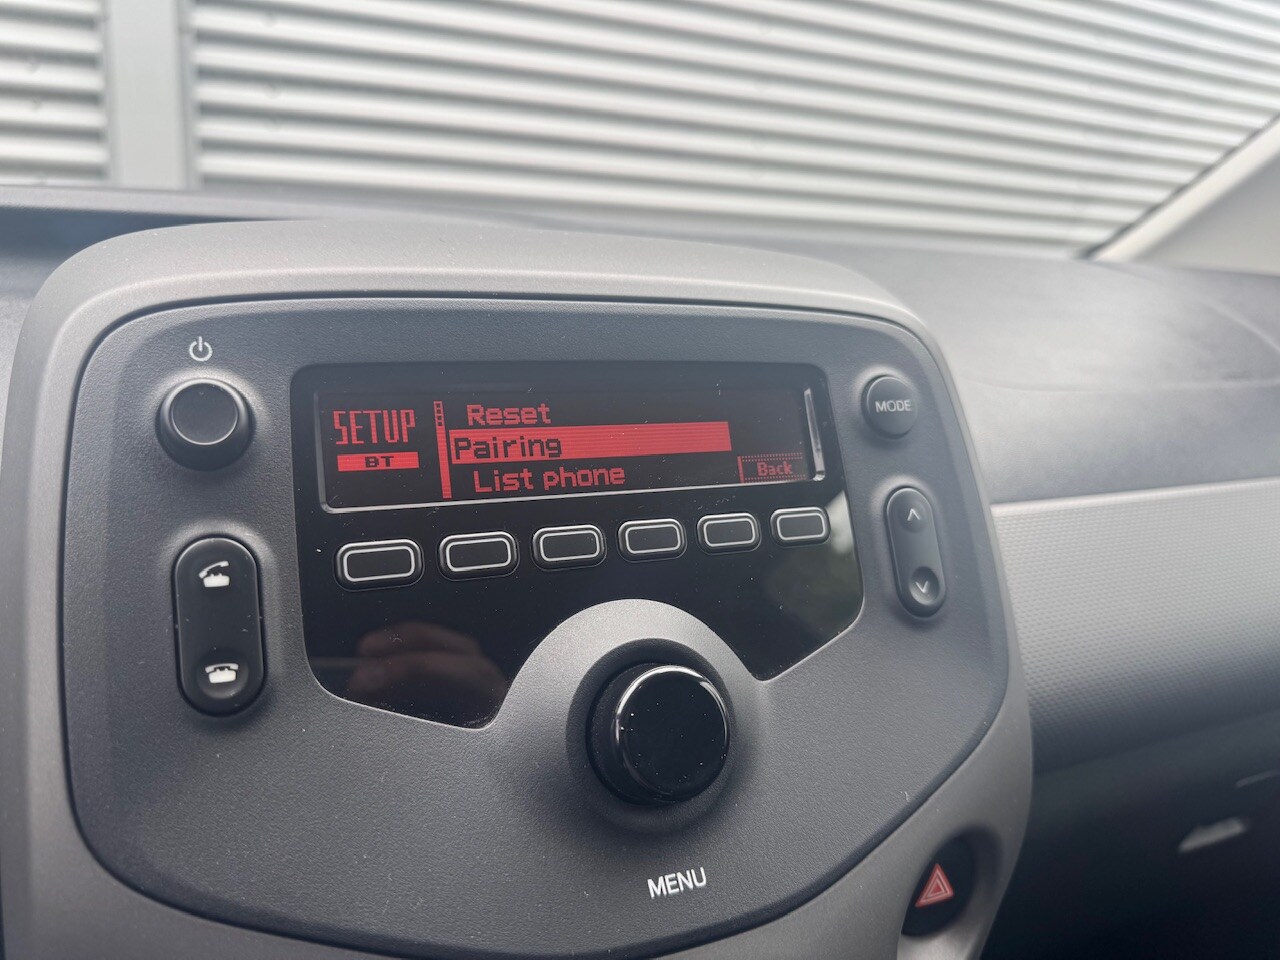 SETUP
BT
Reset
Pairing
List phone
Back
MODE
MENU